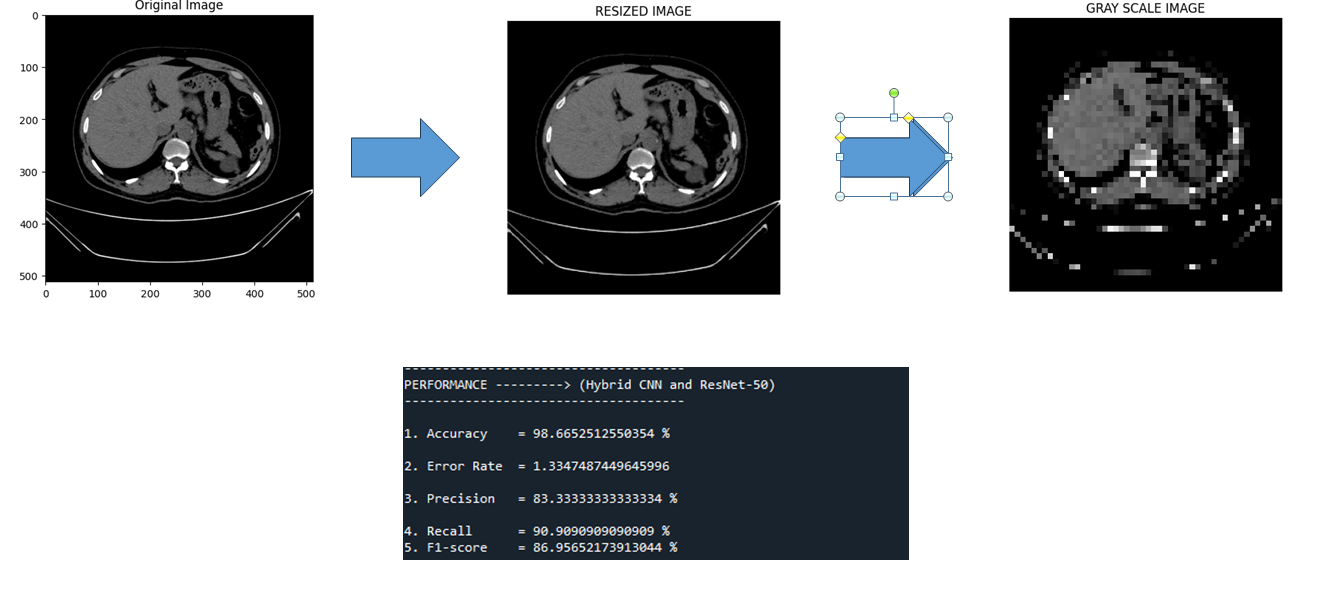 Original Image
RESIZED IMAGE
GRAY SCALE IMAGE
0
100
200
300
400
500
0 100 200 300 400 500
-------------------------------------
PERFORMANCE ---------> (Hybrid CNN and ResNet-50)
-------------------------------------
1. Accuracy = 98.6652512550354 %
2. Error Rate = 1.3347487449645996
3. Precision = 83.33333333333334 %
4. Recall = 90.9090909090909 %
5. F1-score = 86.95652173913044 %